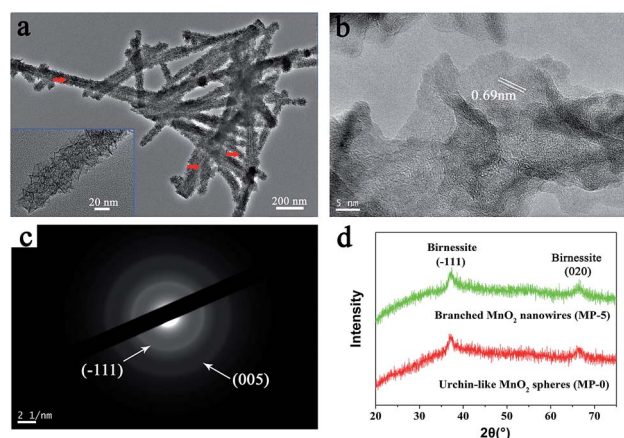 a
20 nm
200 nm
b
0.69nm
5 nm
c
(-111)
(005)
2 1/nm
d
Birnessite
(-111)
Birnessite
(020)
Branched MnO₂ nanowires (MP-5)
Urchin-like MnO₂ spheres (MP-0)
Intensity
20 30 40 50 60 70
2θ(°)